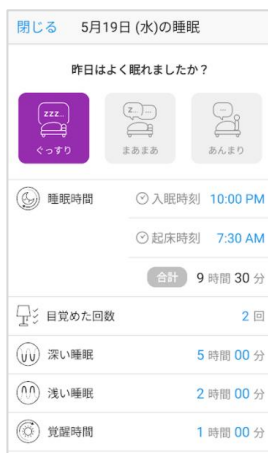 閉じる 5月19日 (水)の睡眠
昨日はよく眠れましたか？
zzz.. z..
ぐっすり まあまあ あんまり
睡眠時間 入眠時刻 10:00 PM
起床時刻 7:30 AM
合計 9 時間 30 分
目覚めた回数 2 回
深い睡眠 5 時間 00 分
浅い睡眠 2 時間 00 分
覚醒時間 1 時間 00 分